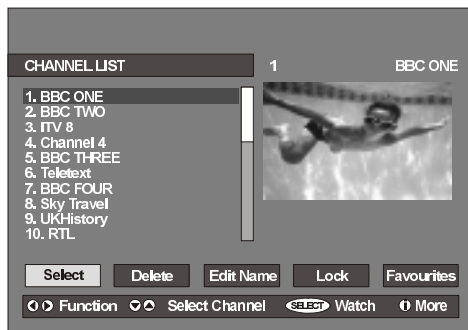 CHANNEL LIST
1 BBC ONE
1. BBC ONE
2. BBC TWO
3. ITV 8
4. Channel 4
5. BBC THREE
6. Teletext
7. BBC FOUR
8. Sky Travel
9. UKHistory
10. RTL
Select Delete Edit Name Lock Favourites
Function Select Channel SELECT Watch i More